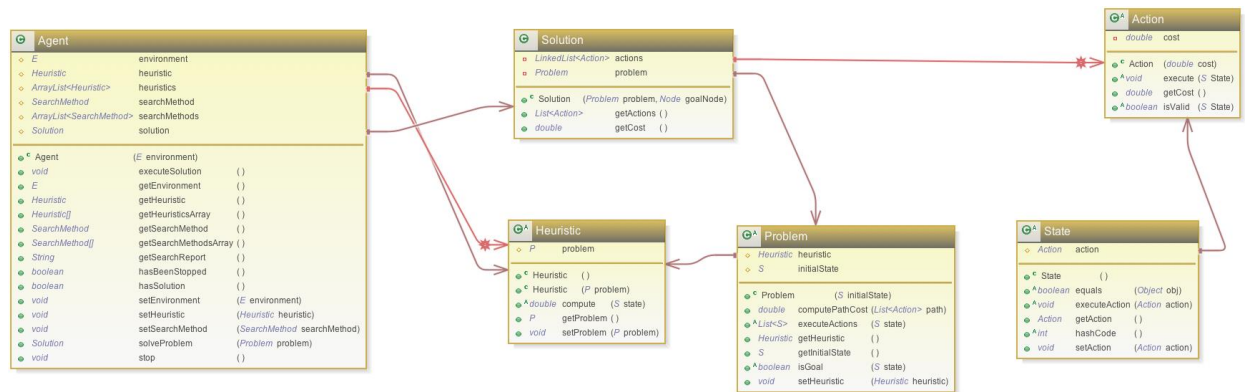 Agent
E environment
Heuristic heuristic
ArrayList<Heuristic> heuristics
SearchMethod searchMethod
ArrayList<SearchMethod> searchMethods
Solution solution
C Agent (E environment)
void executeSolution ( )
E getEnvironment ( )
Heuristic getHeuristic ( )
Heuristic[] getHeuristicsArray ( )
SearchMethod getSearchMethod ( )
SearchMethod[] getSearchMethodsArray ( )
String getSearchReport ( )
boolean hasBeenStopped ( )
boolean hasSolution ( )
void setEnvironment (E environment)
void setHeuristic (Heuristic heuristic)
void setSearchMethod (SearchMethod searchMethod)
Solution solveProblem (Problem problem)
void stop ( )
Solution
LinkedList<Action> actions
Problem problem
C Solution (Problem problem, Node goalNode)
List<Action> getActions ( )
double getCost ( )
A Action
double cost
C Action (double cost)
A void execute (S State)
double getCost ( )
A boolean isValid (S State)
A Heuristic
P problem
C Heuristic ( )
C Heuristic (P problem)
A double compute (S state)
P getProblem ( )
void setProblem (P problem)
A Problem
Heuristic heuristic
S initialState
C Problem (S initialState)
double computePathCost (List<Action> path)
A List<S> executeActions (S state)
Heuristic getHeuristic ( )
S getInitialState ( )
A boolean isGoal (S state)
void setHeuristic (Heuristic heuristic)
A State
Action action
C State ( )
A boolean equals (Object obj)
A void executeAction (Action action)
Action getAction ( )
A int hashCode ( )
void setAction (Action action)